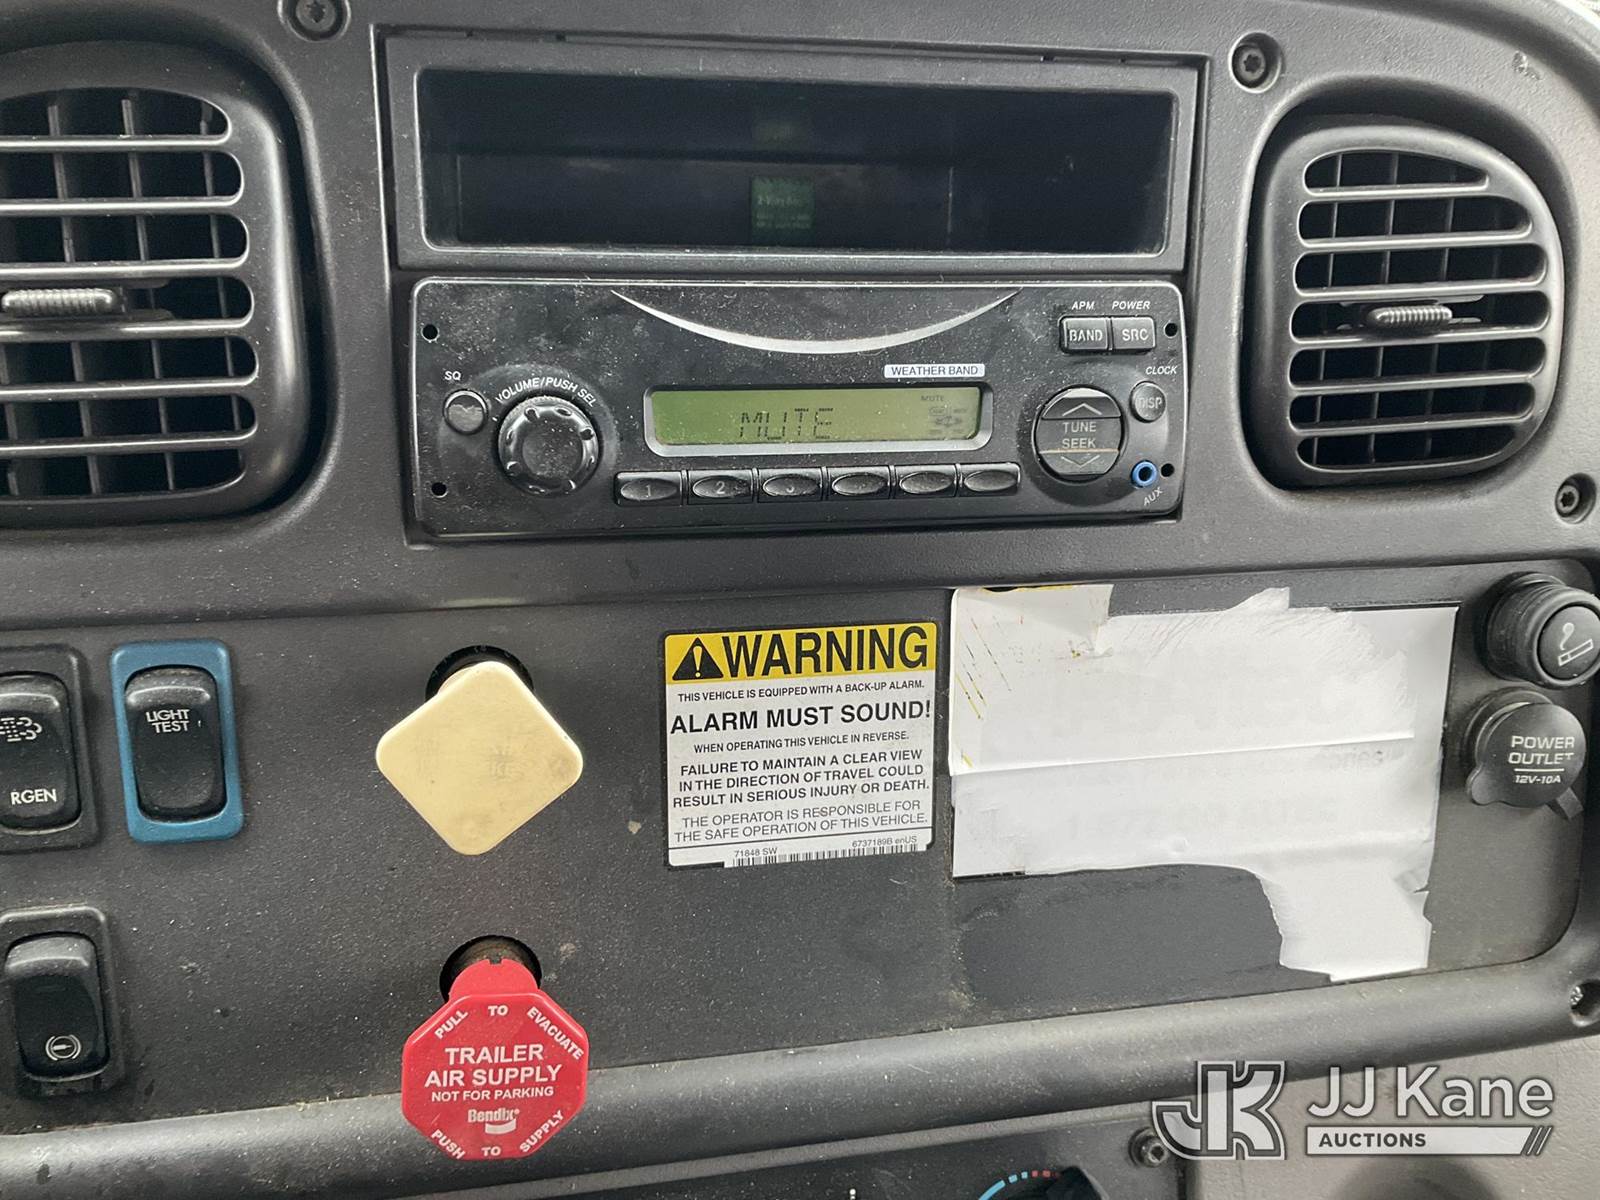 APM POWER
BAND SRC
SQ
VOLUME/PUSH SEL
WEATHER BAND
CLOCK
DISP
MUTE
MUTE
TUNE
SEEK
1 2 3
AUX
LIGHT
TEST
RGEN
WARNING
THIS VEHICLE IS EQUIPPED WITH A BACK-UP ALARM.
ALARM MUST SOUND!
WHEN OPERATING THIS VEHICLE IN REVERSE.
FAILURE TO MAINTAIN A CLEAR VIEW
IN THE DIRECTION OF TRAVEL COULD
RESULT IN SERIOUS INJURY OR DEATH.
THE OPERATOR IS RESPONSIBLE FOR
THE SAFE OPERATION OF THIS VEHICLE.
71848 SW 6737189B enUS
POWER
OUTLET
12V-10A
PULL TO EVACUATE
TRAILER
AIR SUPPLY
NOT FOR PARKING
Bendix
PUSH TO SUPPLY
JK JJ Kane
AUCTIONS